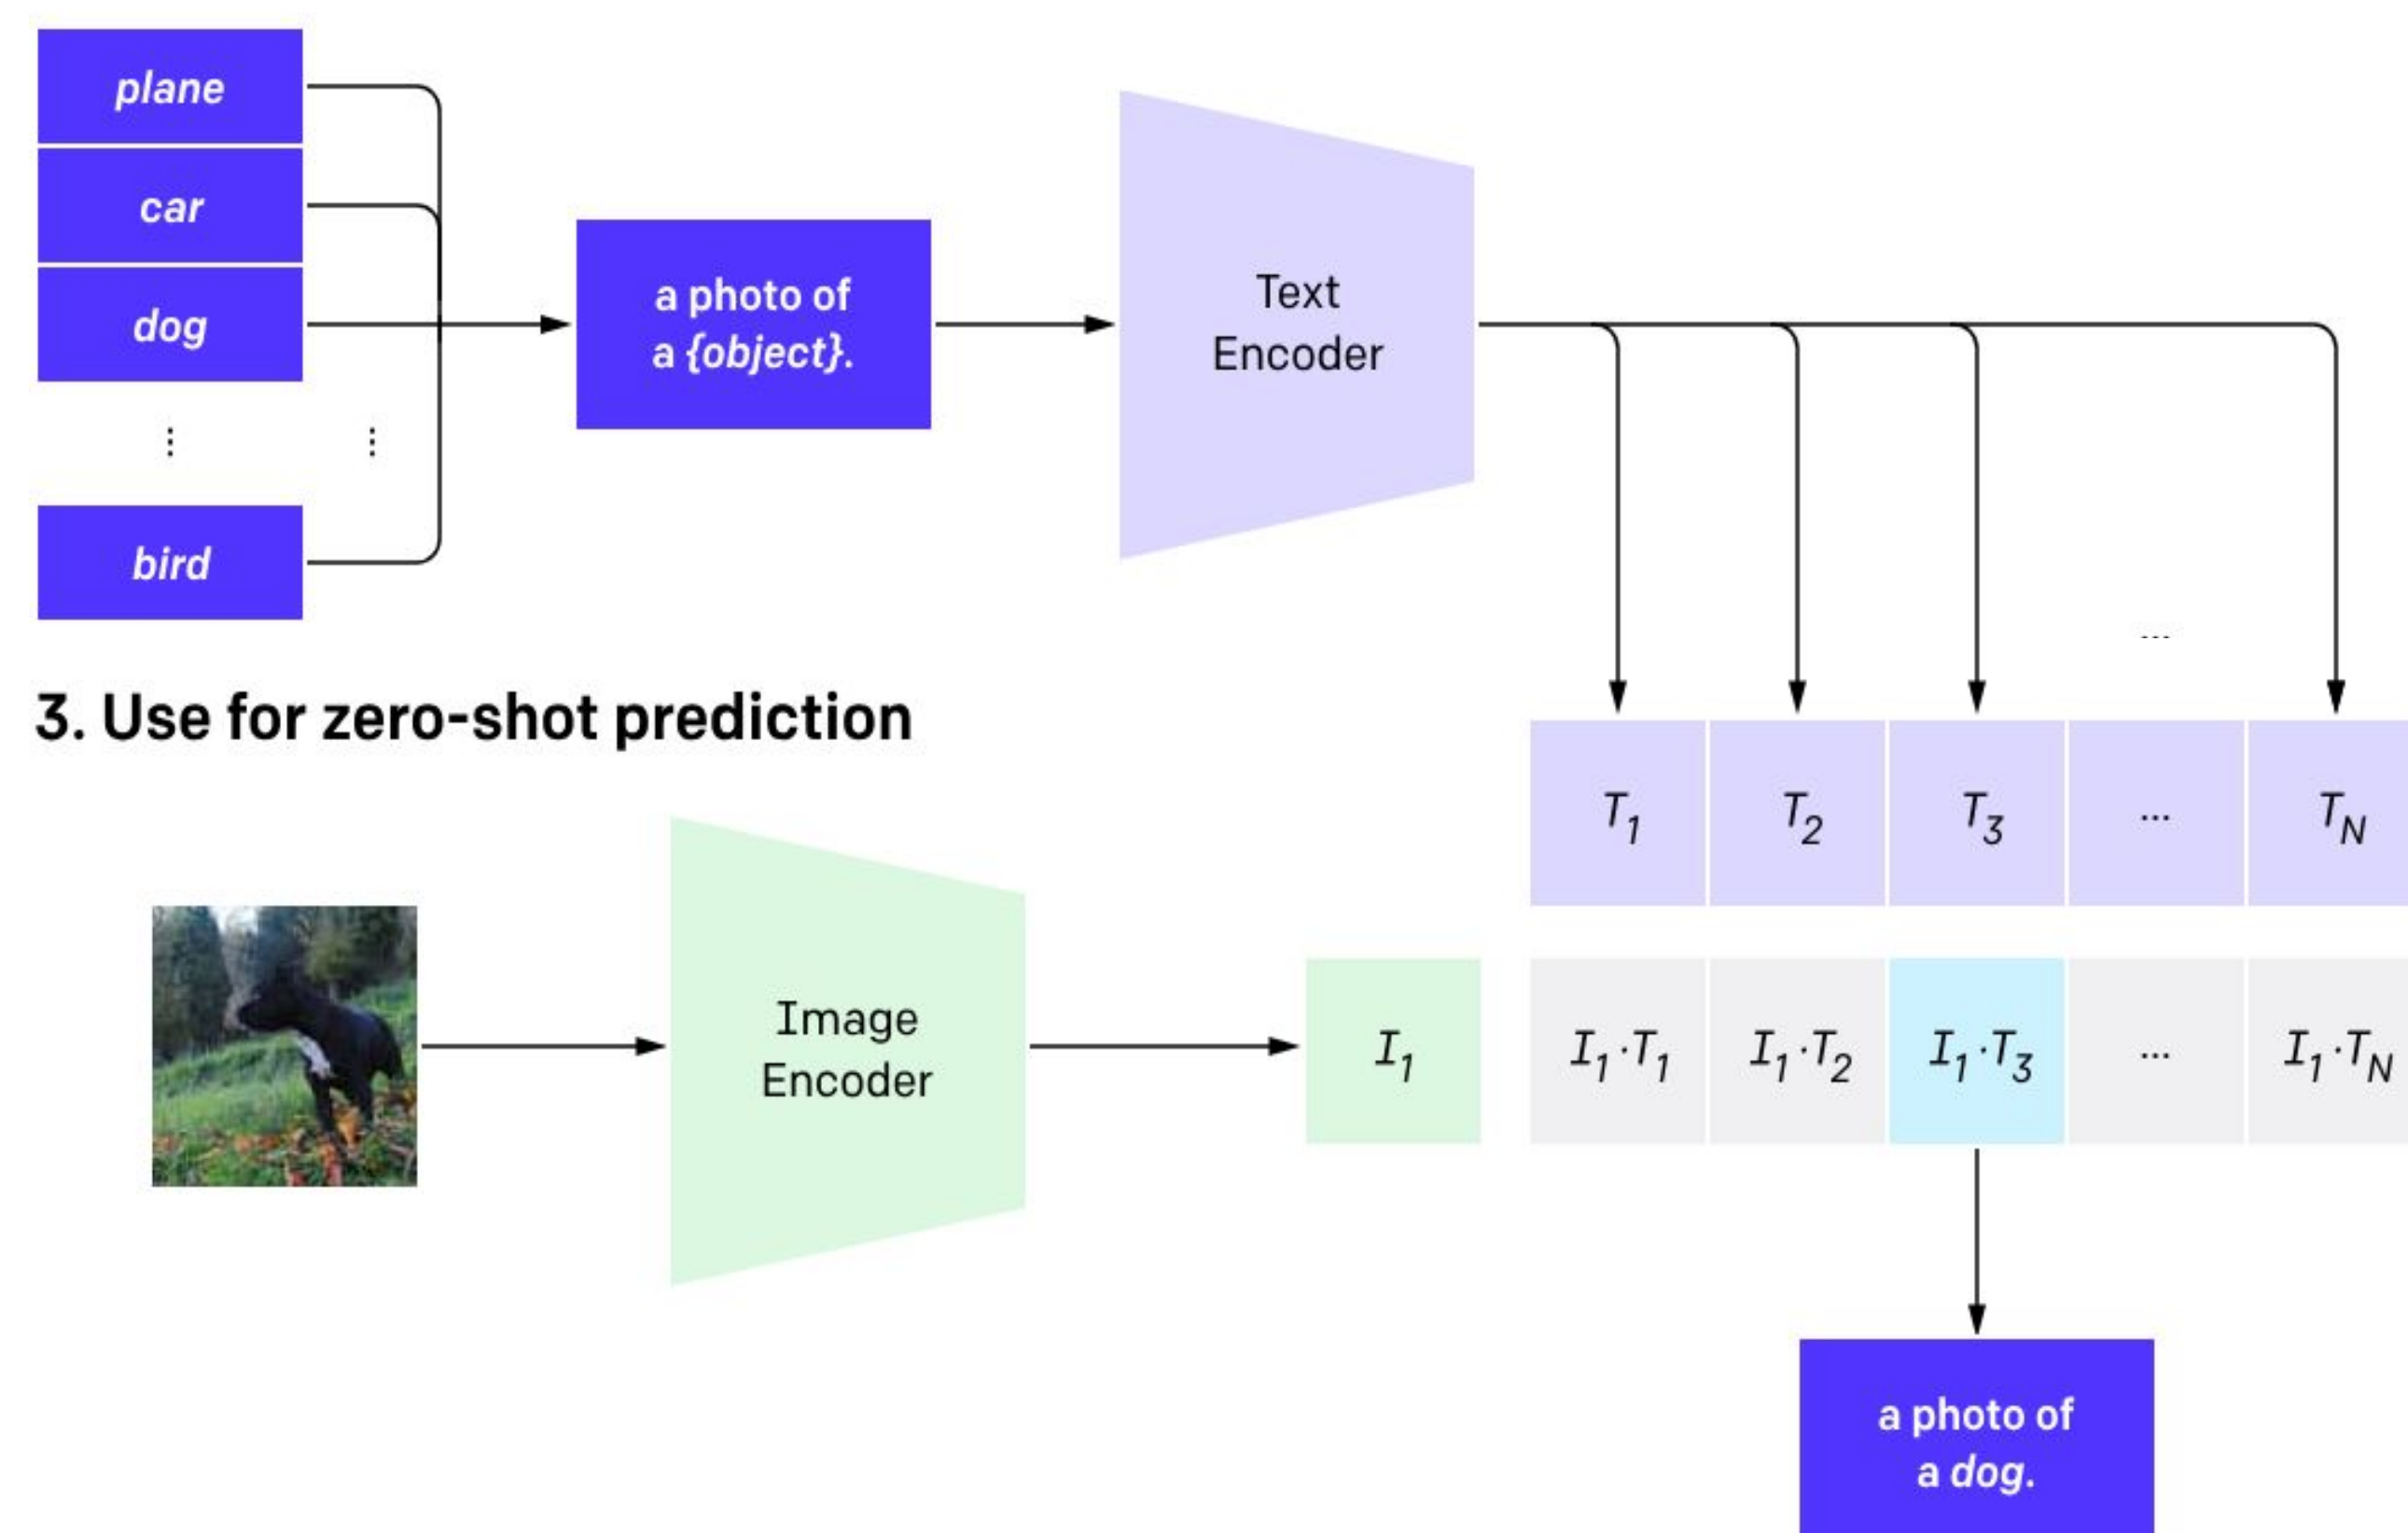 plane
car
dog
bird
a photo of
a {object}.
Text
Encoder
...
3. Use for zero-shot prediction
T1 T2 T3 ... TN
Image
Encoder
I1 I1·T1 I1·T2 I1·T3 ... I1·TN
a photo of
a dog.